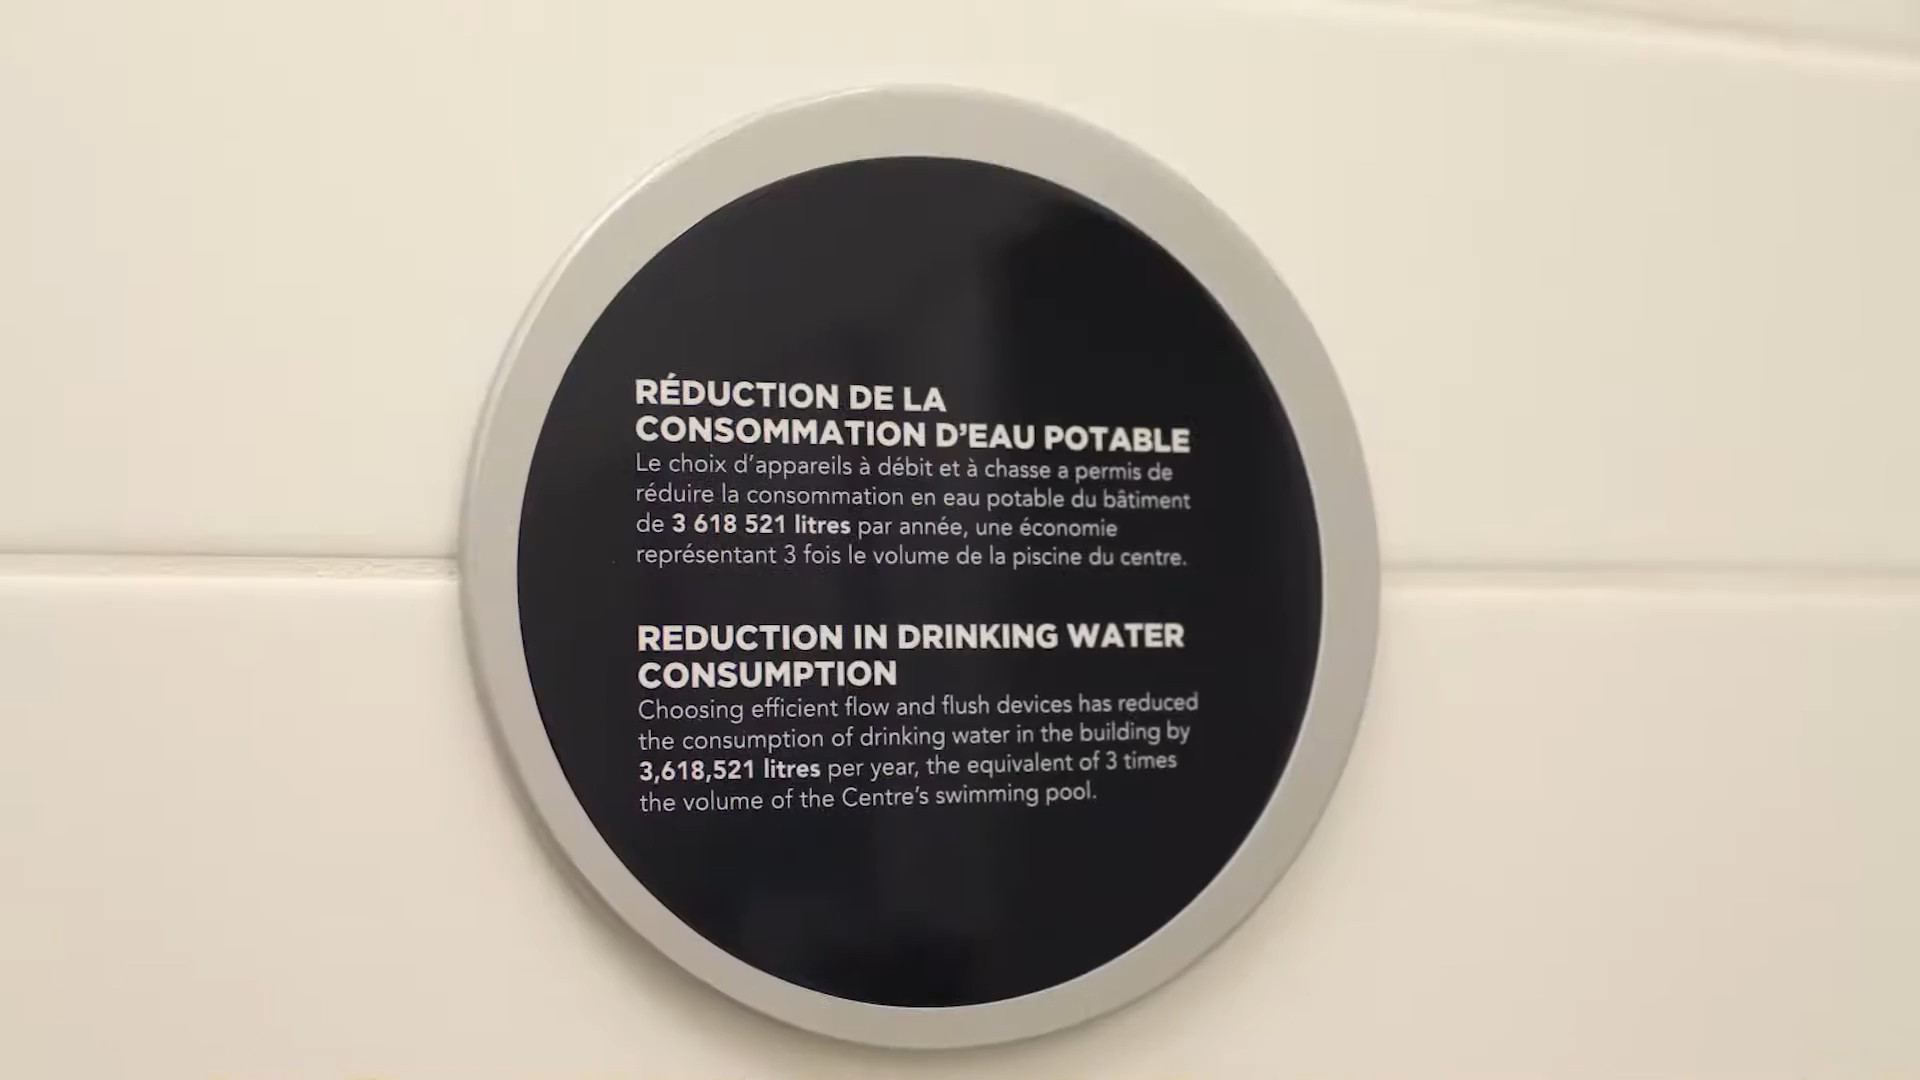 RÉDUCTION DE LA
CONSOMMATION D'EAU POTABLE
Le choix d'appareils à débit et à chasse a permis de
réduire la consommation en eau potable du bâtiment
de 3 618 521 litres par année, une économie
représentant 3 fois le volume de la piscine du centre.
REDUCTION IN DRINKING WATER
CONSUMPTION
Choosing efficient flow and flush devices has reduced
the consumption of drinking water in the building by
3,618,521 litres per year, the equivalent of 3 times
the volume of the Centre's swimming pool.